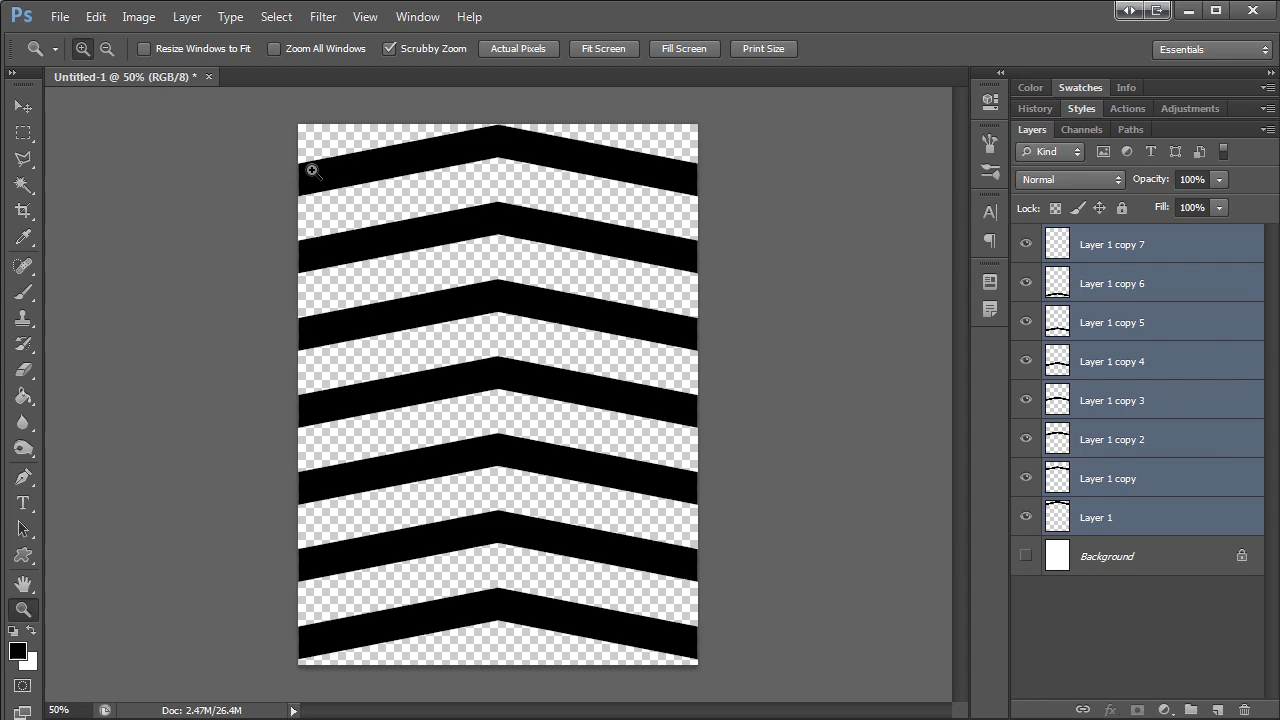 Ps File Edit Image Layer Type Select Filter View Window Help
Resize Windows to Fit Zoom All Windows Scrubby Zoom Actual Pixels Fit Screen Fill Screen Print Size Essentials
Untitled-1 @ 50% (RGB/8) * ×
Color Swatches Info
History Styles Actions Adjustments
Layers Channels Paths
Kind T
Normal Opacity: 100%
Lock: Fill: 100%
Layer 1 copy 7
Layer 1 copy 6
Layer 1 copy 5
Layer 1 copy 4
Layer 1 copy 3
Layer 1 copy 2
Layer 1 copy
Layer 1
Background
A
T
50% Doc: 2.47M/26.4M
fx